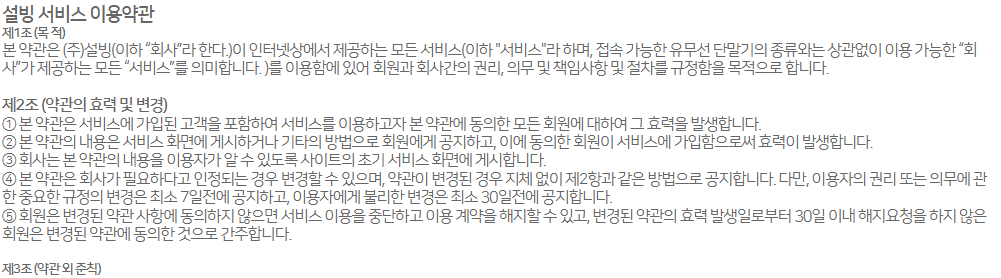 설빙 서비스 이용약관
제1조 (목 적)
본 약관은 (주)설빙(이하 “회사”라 한다.)이 인터넷상에서 제공하는 모든 서비스(이하 "서비스"라 하며, 접속 가능한 유무선 단말기의 종류와는 상관없이 이용 가능한 “회
사”가 제공하는 모든 “서비스”를 의미합니다. )를 이용함에 있어 회원과 회사간의 권리, 의무 및 책임사항 및 절차를 규정함을 목적으로 합니다.
제2조 (약관의 효력 및 변경)
① 본 약관은 서비스에 가입된 고객을 포함하여 서비스를 이용하고자 본 약관에 동의한 모든 회원에 대하여 그 효력을 발생합니다.
② 본 약관의 내용은 서비스 화면에 게시하거나 기타의 방법으로 회원에게 공지하고, 이에 동의한 회원이 서비스에 가입함으로써 효력이 발생합니다.
③ 회사는 본 약관의 내용을 이용자가 알 수 있도록 사이트의 초기 서비스 화면에 게시합니다.
④ 본 약관은 회사가 필요하다고 인정되는 경우 변경할 수 있으며, 약관이 변경된 경우 지체 없이 제2항과 같은 방법으로 공지합니다. 다만, 이용자의 권리 또는 의무에 관
한 중요한 규정의 변경은 최소 7일전에 공지하고, 이용자에게 불리한 변경은 최소 30일전에 공지합니다.
⑤ 회원은 변경된 약관 사항에 동의하지 않으면 서비스 이용을 중단하고 이용 계약을 해지할 수 있고, 변경된 약관의 효력 발생일로부터 30일 이내 해지요청을 하지 않은
회원은 변경된 약관에 동의한 것으로 간주합니다.
제3조 (약관 외 준칙)